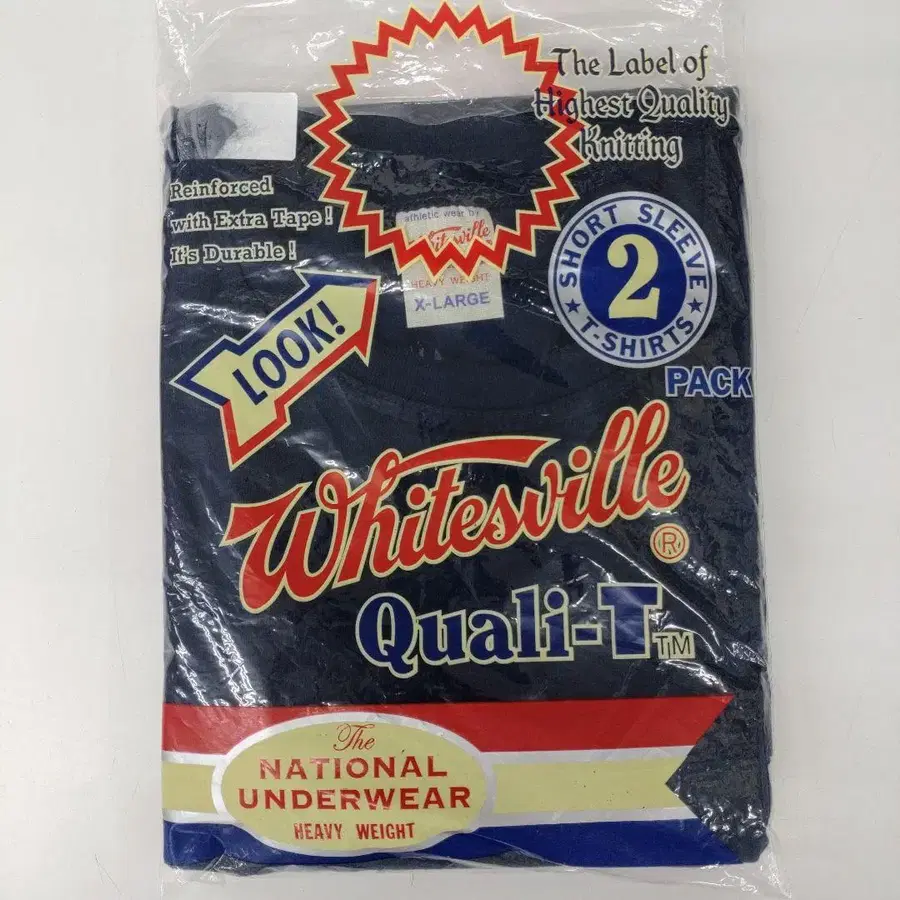 The Label of
Highest Quality
Knitting
Reinforced
with Extra Tape !
It's Durable !
athletic wear by
Whitesville
HEAVY WEIGHT
X-LARGE
SHORT SLEEVE
2
T-SHIRTS
PACK
LOOK!
Whitesville ®
Quali-T TM
The
NATIONAL
UNDERWEAR
HEAVY WEIGHT